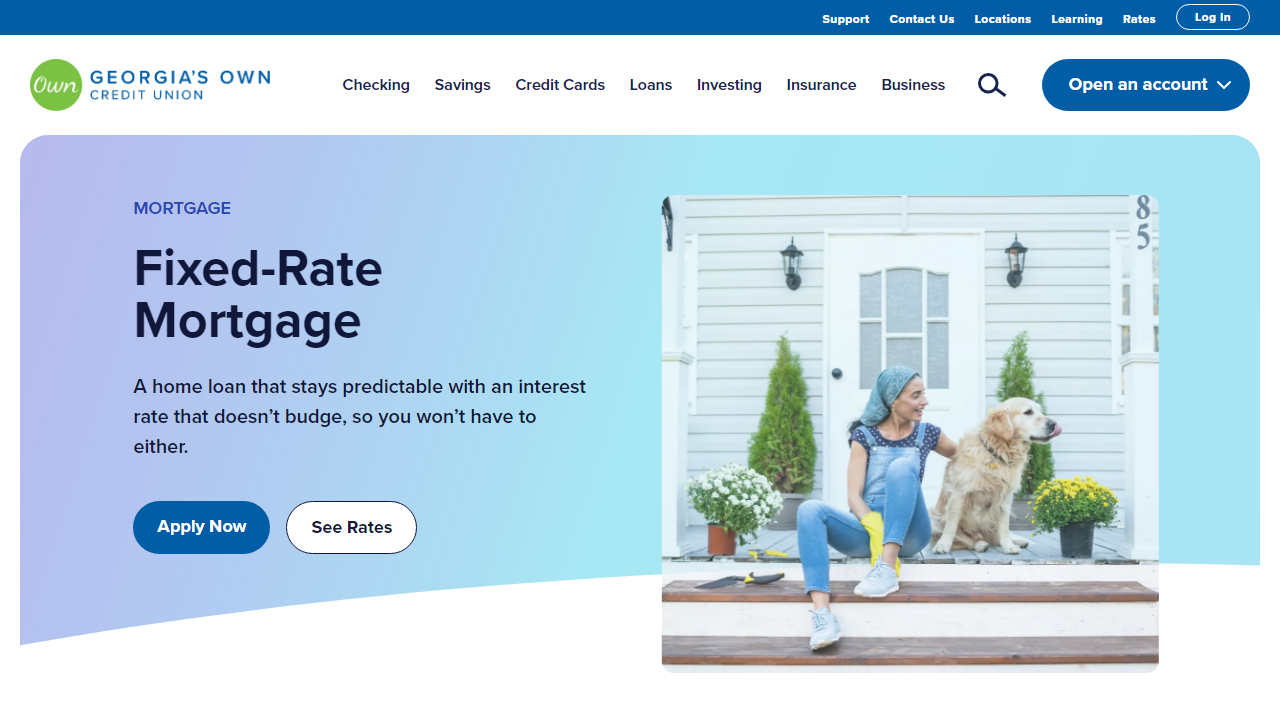 Support Contact Us Locations Learning Rates Log In
Own GEORGIA'S OWN
CREDIT UNION
Checking Savings Credit Cards Loans Investing Insurance Business Open an account
MORTGAGE
Fixed-Rate
Mortgage
A home loan that stays predictable with an interest
rate that doesn’t budge, so you won’t have to
either.
Apply Now See Rates
8
5